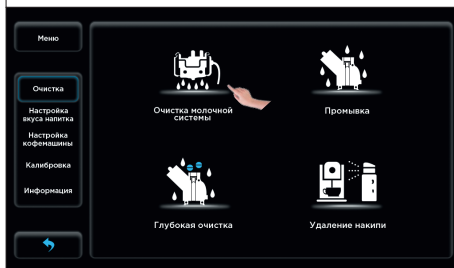 Меню
Очистка
Настройка
вкуса напитка
Настройка
кофемашины
Калибровка
Информация
Очистка молочной
системы
Промывка
Глубокая очистка
Удаление накипи